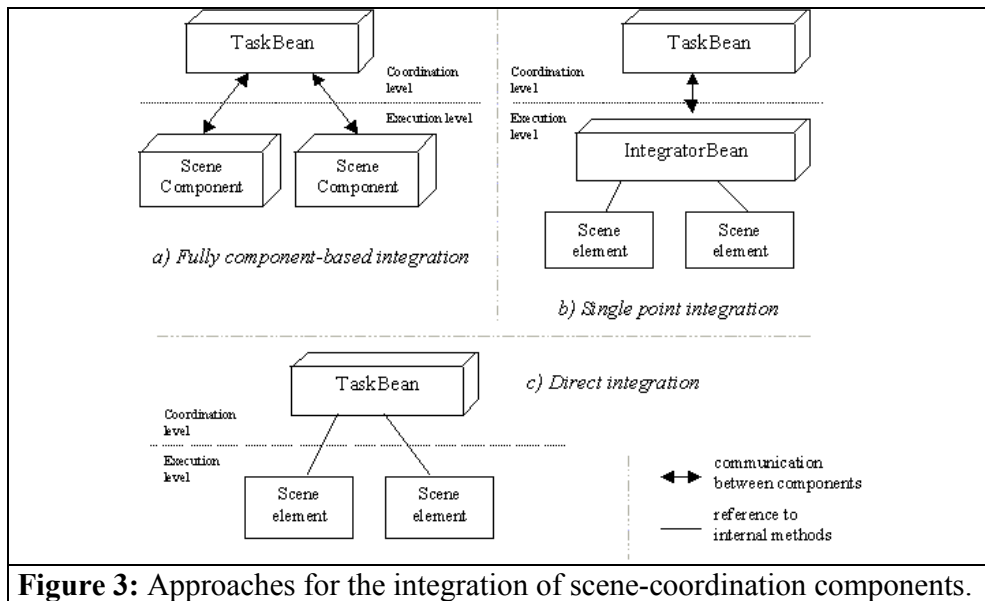 TaskBean
Coordination
level
Execution level
Scene
Component
Scene
Component
a) Fully component-based integration
TaskBean
Coordination
level
Execution
level
IntegratorBean
Scene
element
Scene
element
b) Single point integration
TaskBean
c) Direct integration
Coordination
level
Execution
level
Scene
element
Scene
element
communication
between components
reference to
internal methods
Figure 3: Approaches for the integration of scene-coordination components.